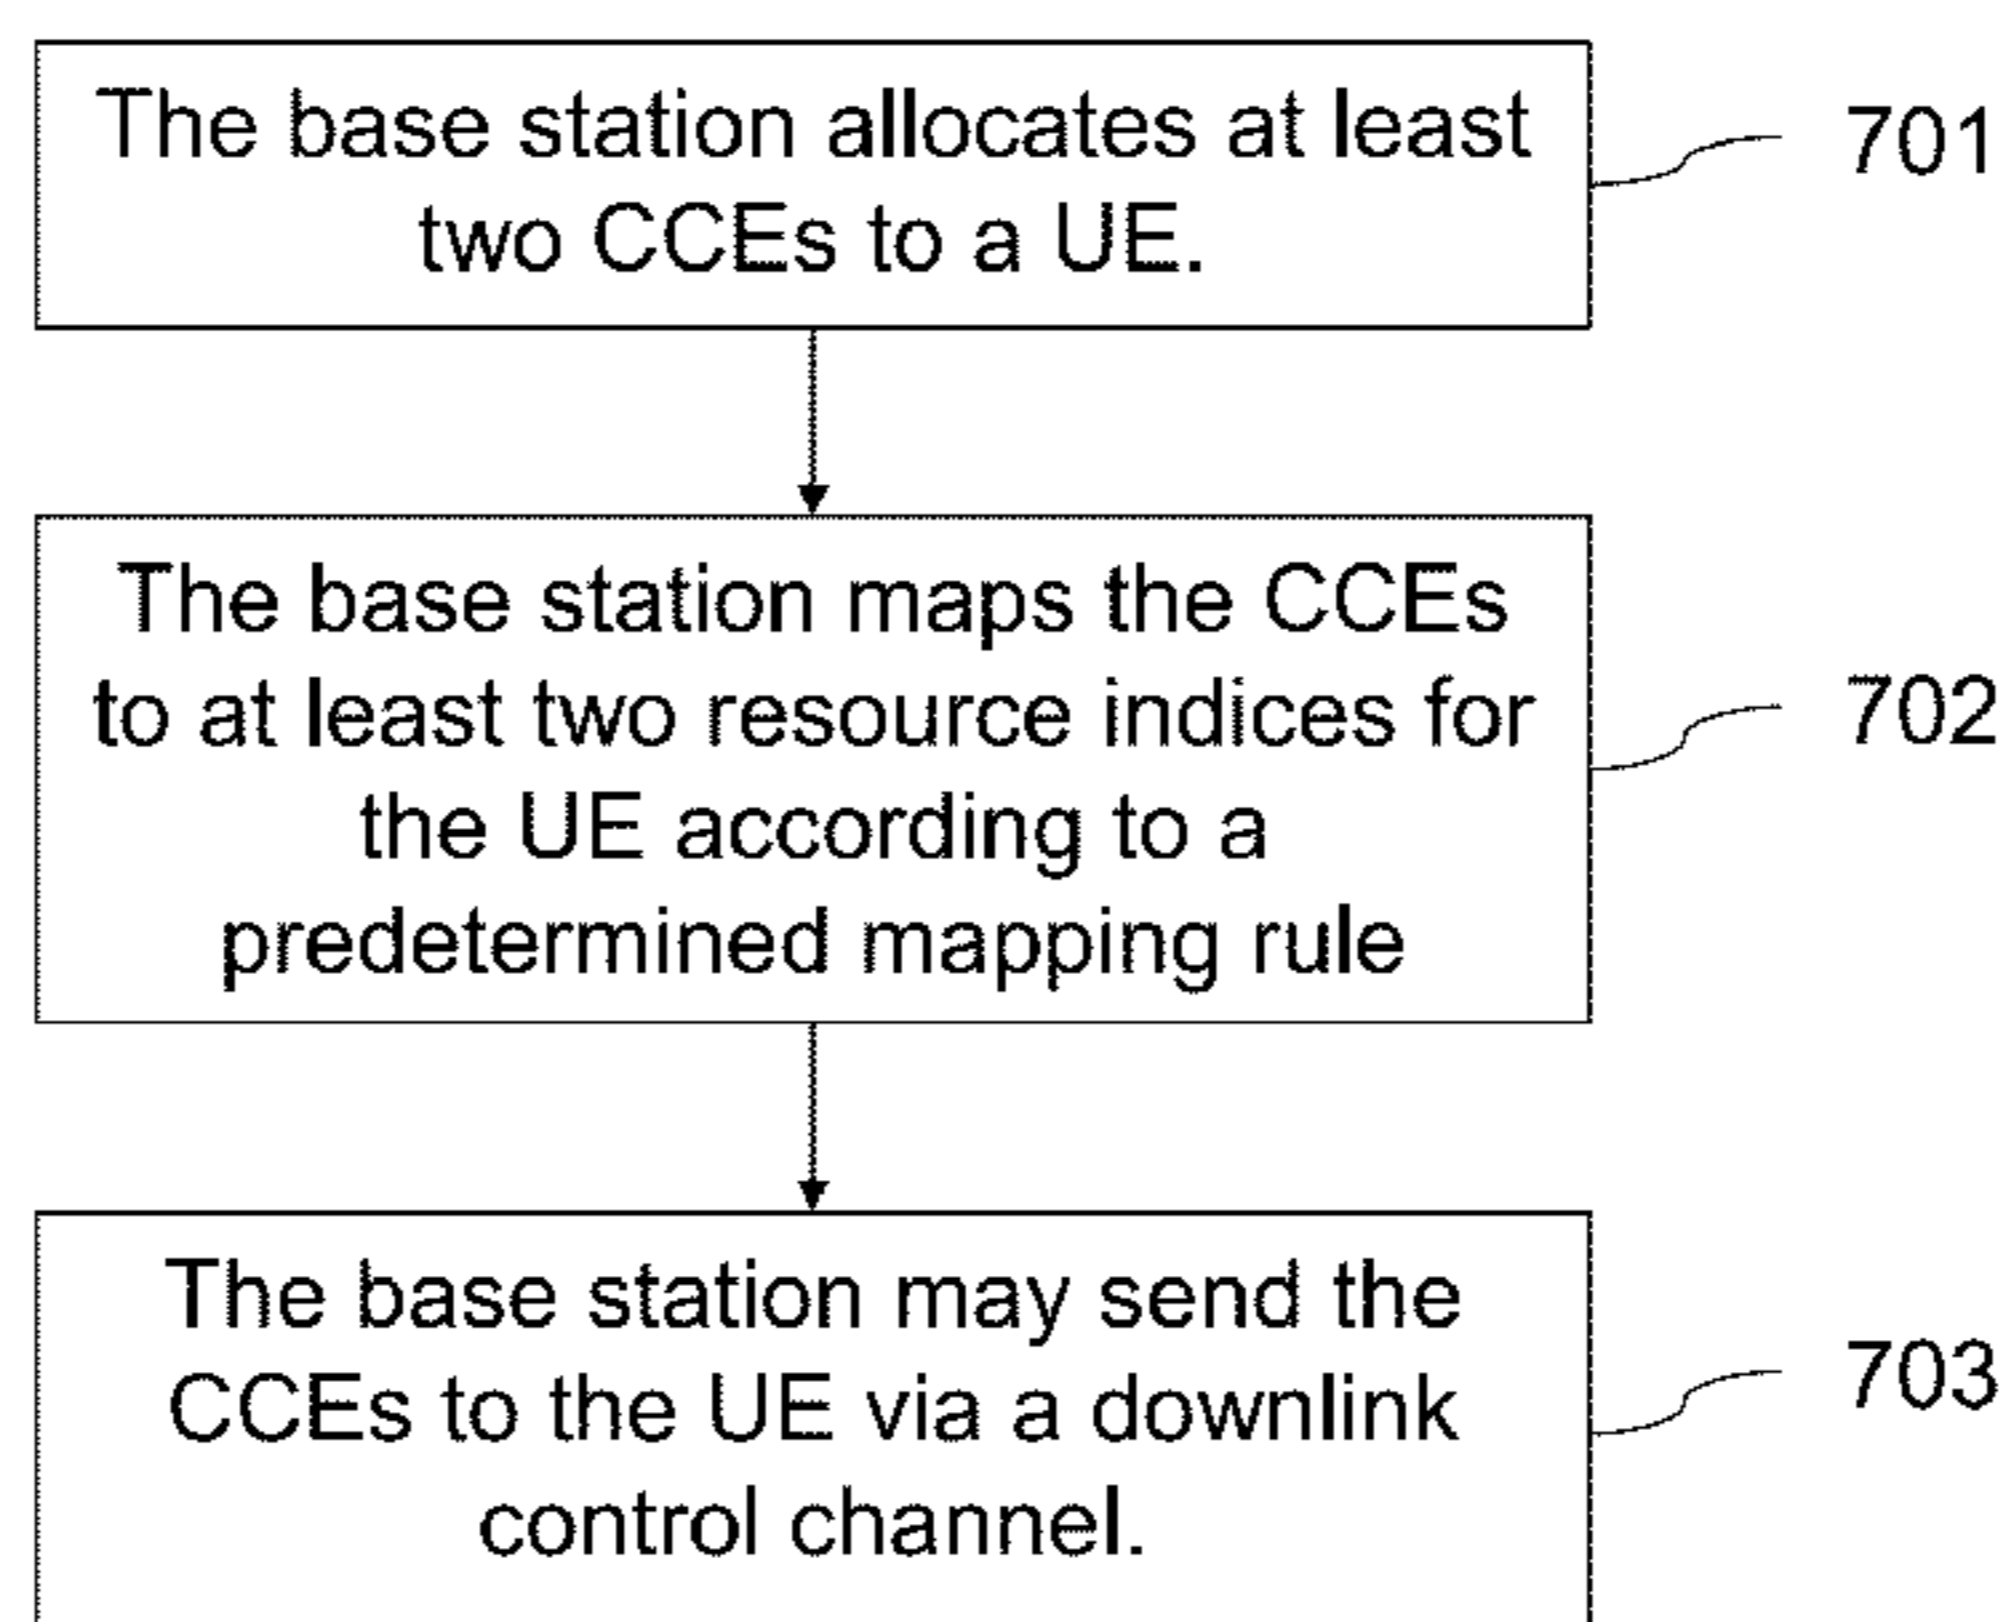 The base station allocates at least
two CCEs to a UE.
701
The base station maps the CCEs
to at least two resource indices for
the UE according to a
predetermined mapping rule
702
The base station may send the
CCEs to the UE via a downlink
control channel.
703